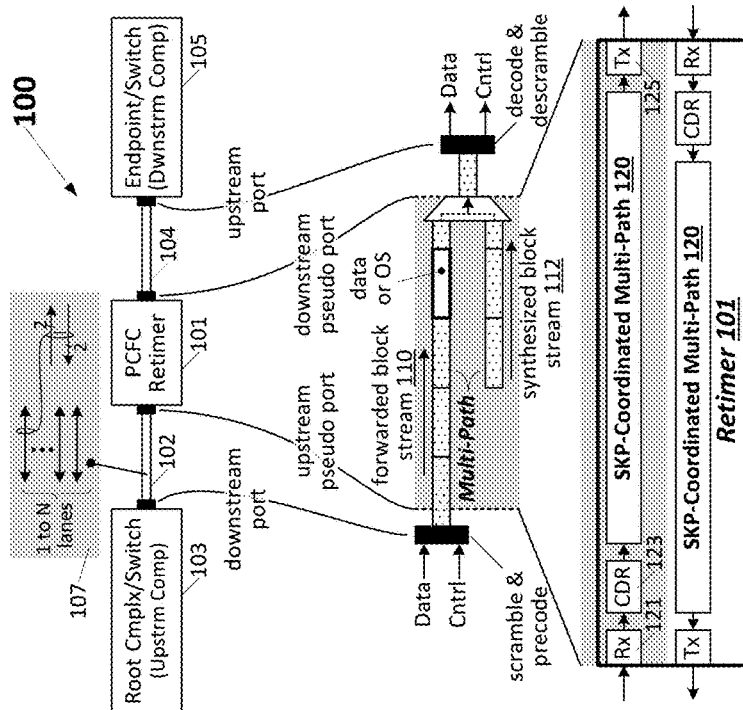 100
107
1 to N
lanes
2
2
Root Cmplx/Switch
(Upstrm Comp)
103
102
PCFC
Retimer
101
104
Endpoint/Switch
(Dwnstrm Comp)
105
downstream
port
upstream
pseudo port
downstream
pseudo port
upstream
port
Data
Cntrl
scramble &
precode
forwarded block
stream 110
Multi-Path
data
or OS
synthesized block
stream 112
Data
Cntrl
decode &
descramble
Rx
121
CDR
123
SKP-Coordinated Multi-Path 120
Tx
125
Tx
SKP-Coordinated Multi-Path 120
CDR
Rx
Retimer 101